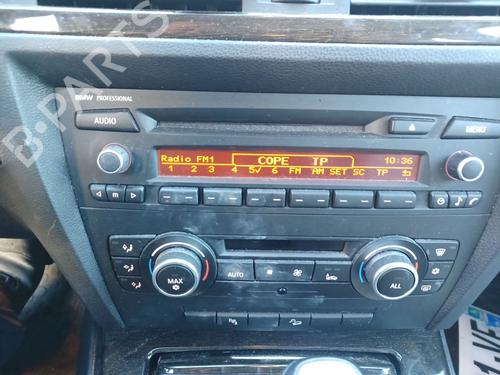 B-PARTS
BMW PROFESSIONAL
AUDIO
MENU
Radio FM1 COPE TP 10:36
1 2 3 4 5√ 6 FM AM SET SC TP
m
AUTO
MAX
ALL